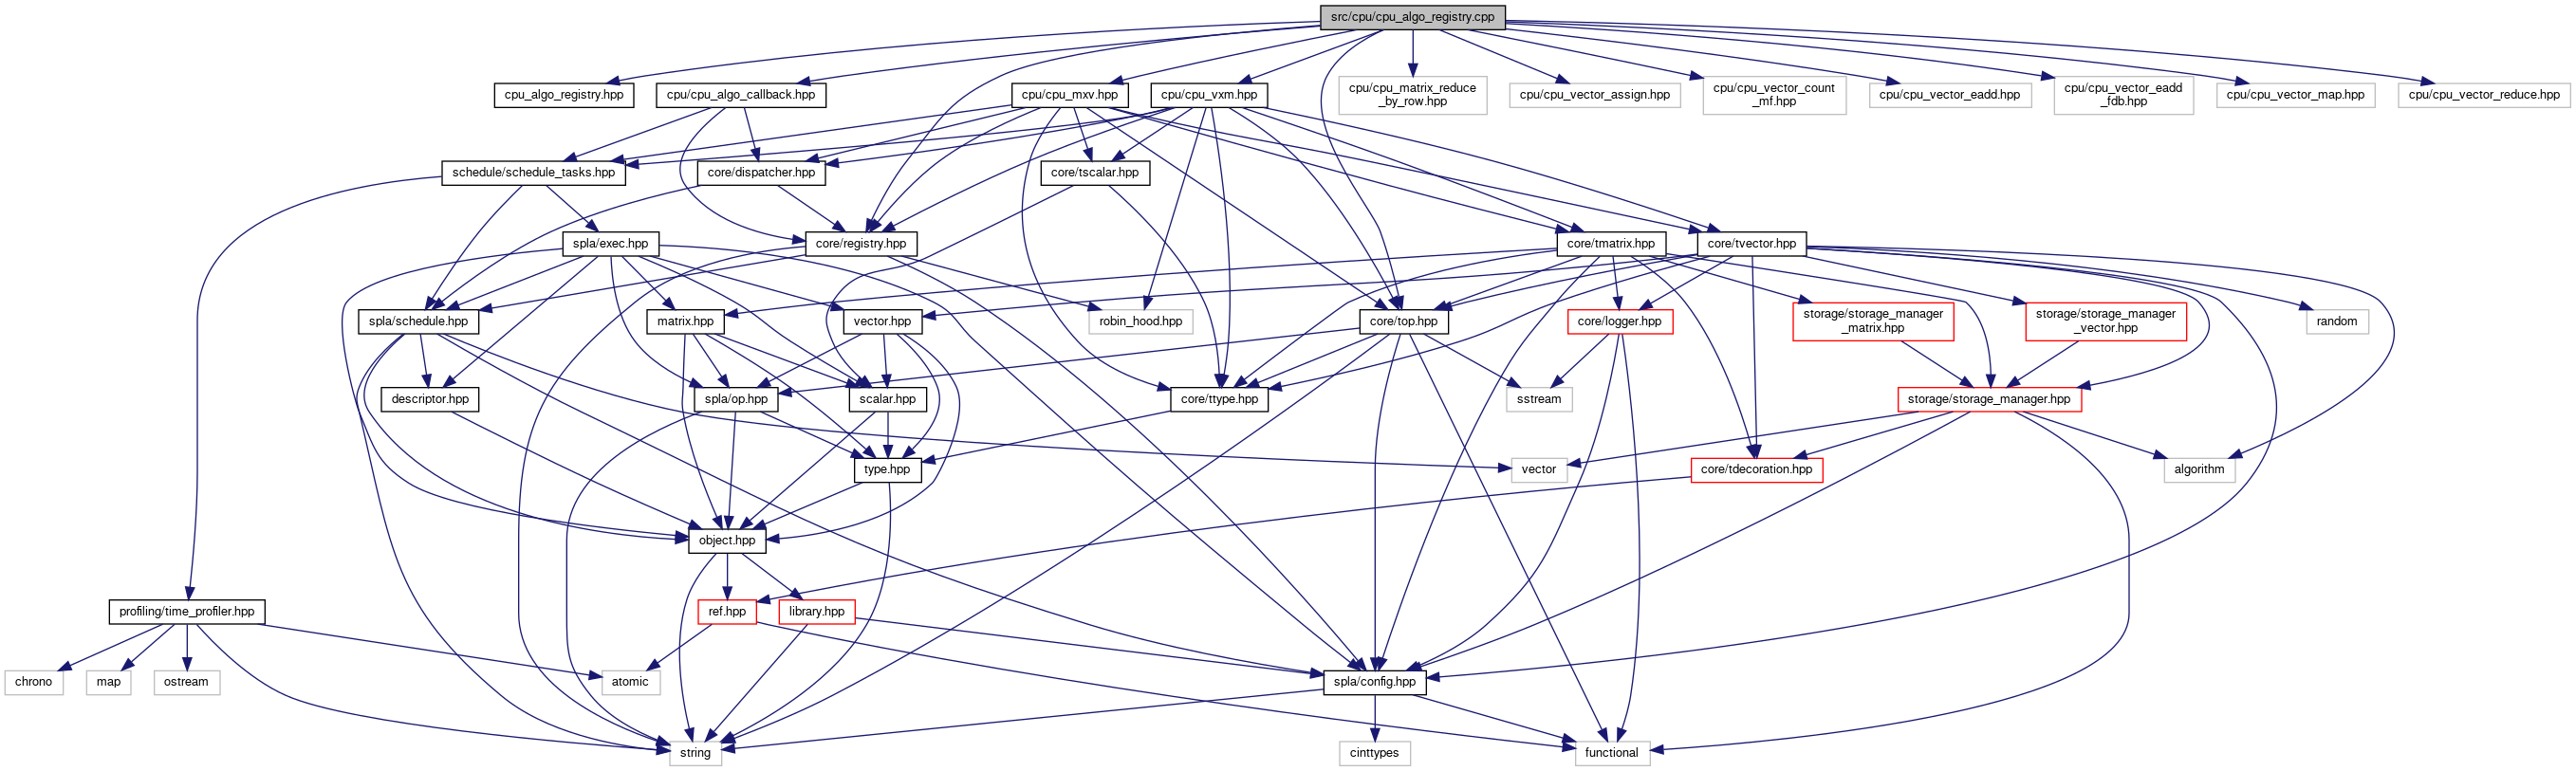 src/cpu/cpu_algo_registry.cpp
cpu_algo_registry.hpp
cpu/cpu_algo_callback.hpp
cpu/cpu_mxv.hpp
cpu/cpu_vxm.hpp
cpu/cpu_matrix_reduce
_by_row.hpp
cpu/cpu_vector_assign.hpp
cpu/cpu_vector_count
_mf.hpp
cpu/cpu_vector_eadd.hpp
cpu/cpu_vector_eadd
_fdb.hpp
cpu/cpu_vector_map.hpp
cpu/cpu_vector_reduce.hpp
schedule/schedule_tasks.hpp
core/dispatcher.hpp
core/tscalar.hpp
spla/exec.hpp
core/registry.hpp
core/tmatrix.hpp
core/tvector.hpp
spla/schedule.hpp
matrix.hpp
vector.hpp
robin_hood.hpp
core/top.hpp
core/logger.hpp
storage/storage_manager
_matrix.hpp
storage/storage_manager
_vector.hpp
random
descriptor.hpp
spla/op.hpp
scalar.hpp
core/ttype.hpp
sstream
storage/storage_manager.hpp
type.hpp
vector
core/tdecoration.hpp
algorithm
object.hpp
profiling/time_profiler.hpp
ref.hpp
library.hpp
chrono
map
ostream
atomic
spla/config.hpp
string
cinttypes
functional